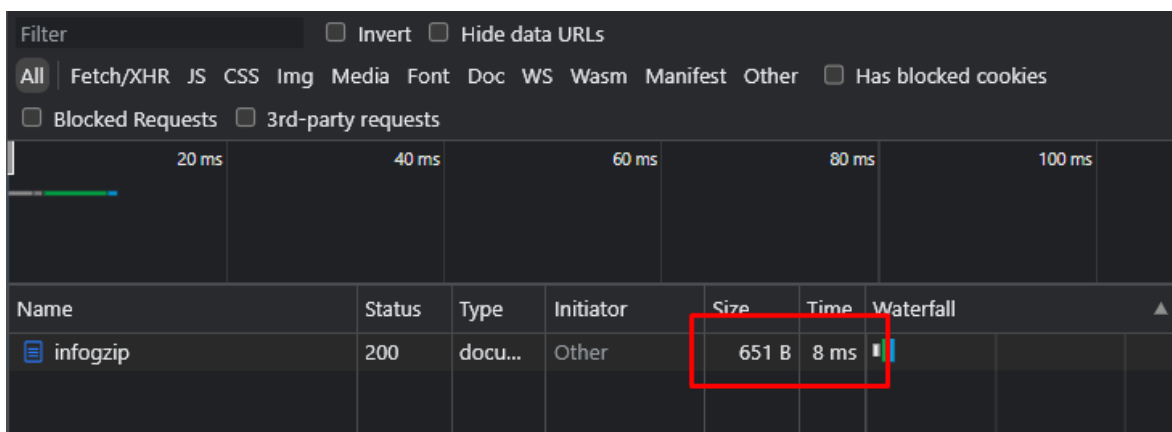 Filter Invert Hide data URLs
All Fetch/XHR JS CSS Img Media Font Doc WS Wasm Manifest Other Has blocked cookies
Blocked Requests 3rd-party requests
20 ms 40 ms 60 ms 80 ms 100 ms
Name Status Type Initiator Size Time Waterfall
infogzip 200 docu... Other 651 B 8 ms